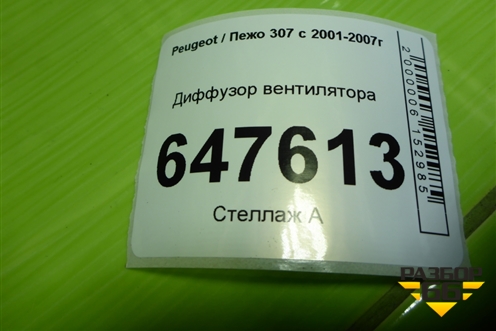 Peugeot / Пежо 307 с 2001-2007г
Диффузор вентилятора
647613
Стеллаж А
2000006152985
РАЗБОР